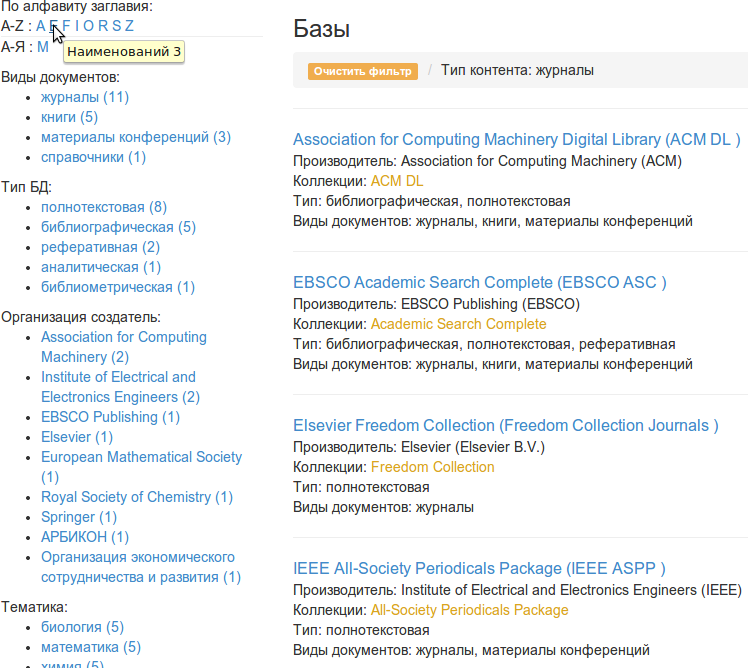 По алфавиту заглавия:
A-Z : A E F I O R S Z
А-Я : М
Наименований 3
Виды документов:
журналы (11)
книги (5)
материалы конференций (3)
справочники (1)
Тип БД:
полнотекстовая (8)
библиографическая (5)
реферативная (2)
аналитическая (1)
библиометрическая (1)
Организация создатель:
Association for Computing
Machinery (2)
Institute of Electrical and
Electronics Engineers (2)
EBSCO Publishing (1)
Elsevier (1)
European Mathematical Society
(1)
Royal Society of Chemistry (1)
Springer (1)
АРБИКОН (1)
Организация экономического
сотрудничества и развития (1)
Тематика:
биология (5)
математика (5)
химия (5)
Базы
Очистить фильтр / Тип контента: журналы
Association for Computing Machinery Digital Library (ACM DL )
Производитель: Association for Computing Machinery (ACM)
Коллекции: ACM DL
Тип: библиографическая, полнотекстовая
Виды документов: журналы, книги, материалы конференций
EBSCO Academic Search Complete (EBSCO ASC )
Производитель: EBSCO Publishing (EBSCO)
Коллекции: Academic Search Complete
Тип: библиографическая, полнотекстовая, реферативная
Виды документов: журналы, книги, материалы конференций
Elsevier Freedom Collection (Freedom Collection Journals )
Производитель: Elsevier (Elsevier B.V.)
Коллекции: Freedom Collection
Тип: полнотекстовая
Виды документов: журналы
IEEE All-Society Periodicals Package (IEEE ASPP )
Производитель: Institute of Electrical and Electronics Engineers (IEEE)
Коллекции: All-Society Periodicals Package
Тип: полнотекстовая
Виды документов: журналы, материалы конференций